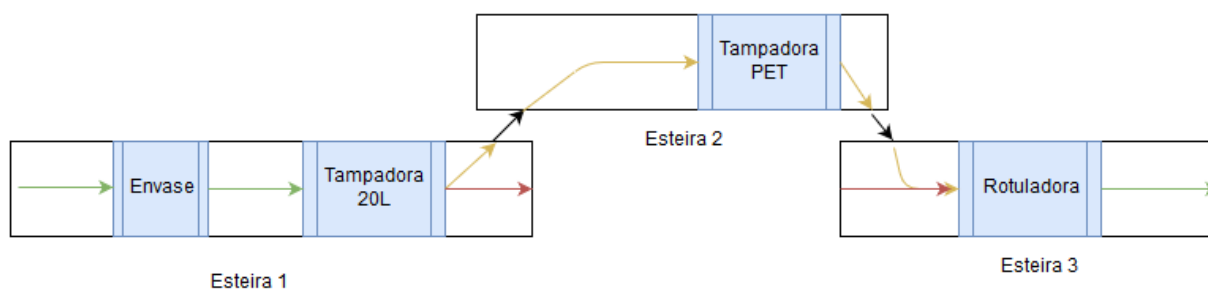 Tampadora
PET
Esteira 2
Envase
Tampadora
20L
Rotuladora
Esteira 1
Esteira 3